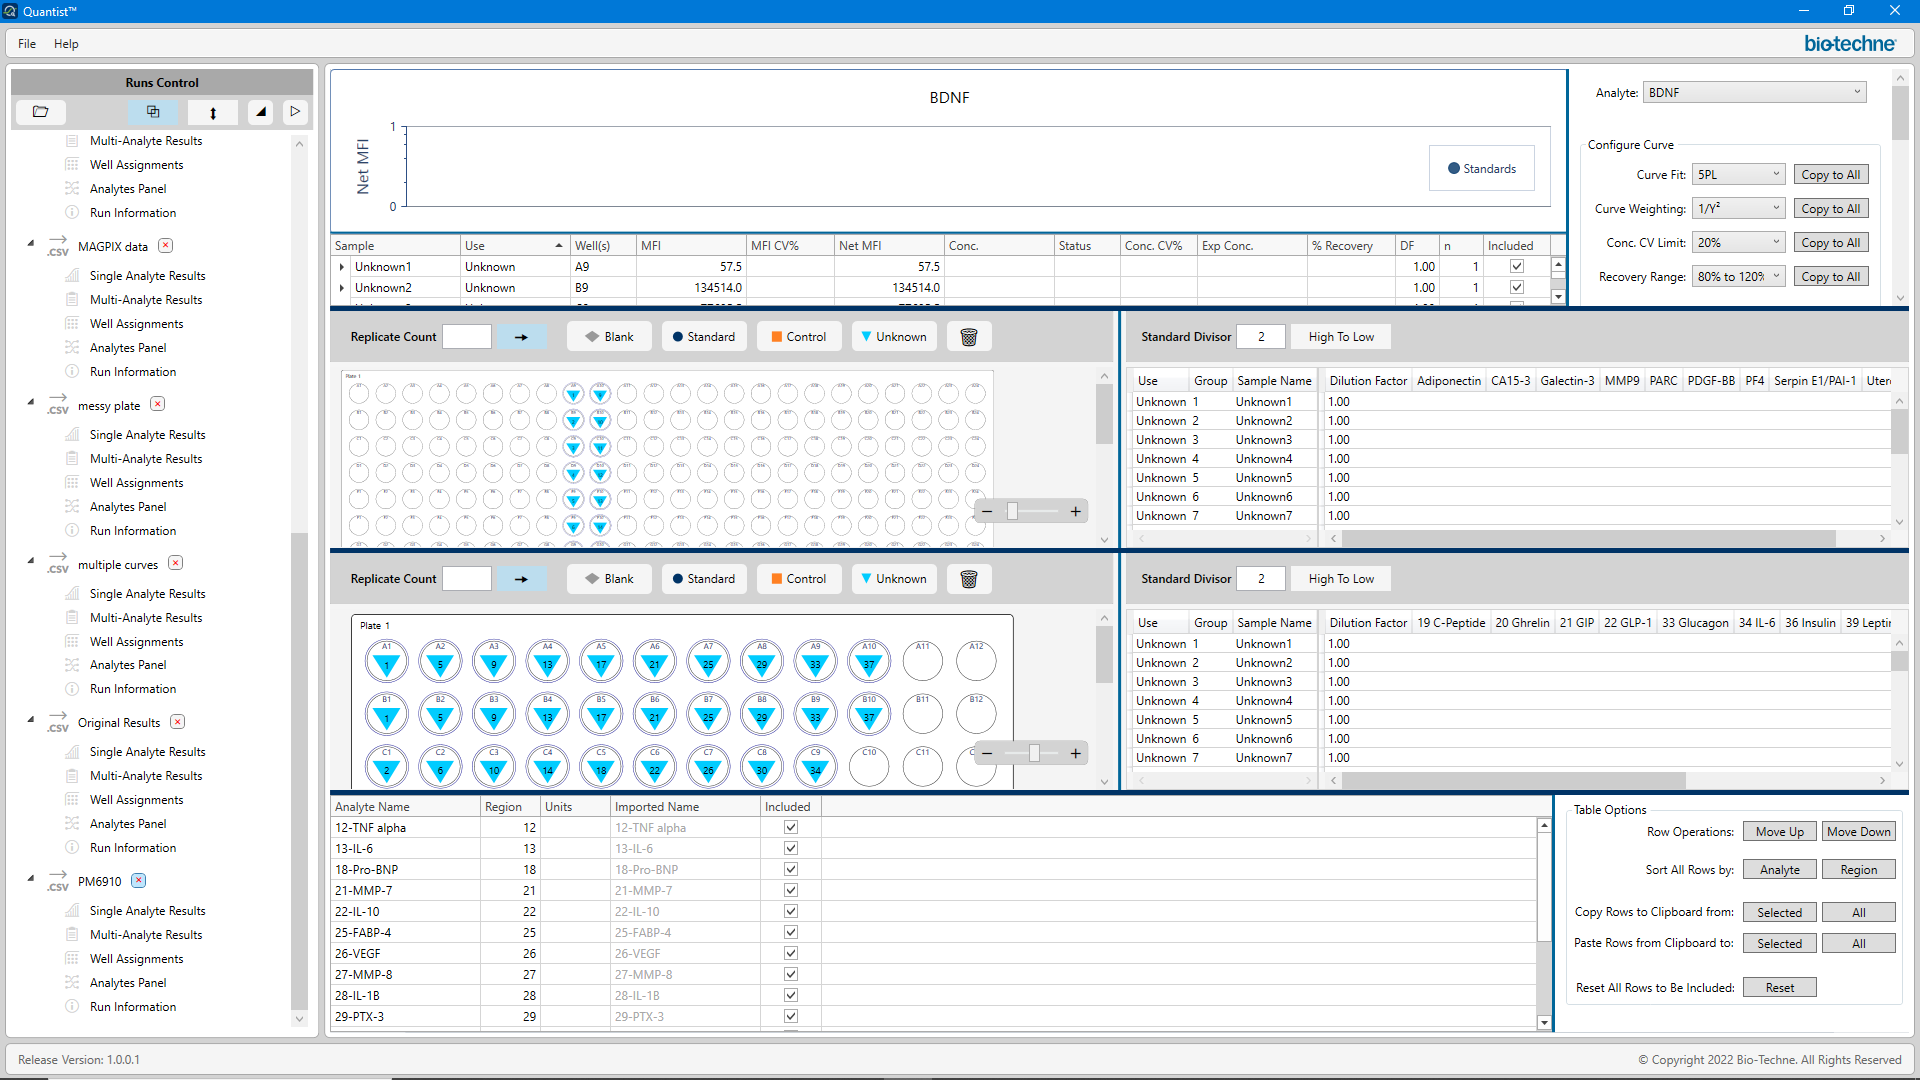 Quantist™
File Help
bio-techne
Runs Control
Multi-Analyte Results
Well Assignments
Analytes Panel
Run Information
.CSV MAGPIX data
Single Analyte Results
Multi-Analyte Results
Well Assignments
Analytes Panel
Run Information
.CSV messy plate
Single Analyte Results
Multi-Analyte Results
Well Assignments
Analytes Panel
Run Information
.CSV multiple curves
Single Analyte Results
Multi-Analyte Results
Well Assignments
Analytes Panel
Run Information
.CSV Original Results
Single Analyte Results
Multi-Analyte Results
Well Assignments
Analytes Panel
Run Information
.CSV PM6910
Single Analyte Results
Multi-Analyte Results
Well Assignments
Analytes Panel
Run Information
BDNF
Net MFI
1
0
Standards
Analyte: BDNF
Configure Curve
Curve Fit: 5PL Copy to All
Curve Weighting: 1/Y² Copy to All
Conc. CV Limit: 20% Copy to All
Recovery Range: 80% to 120% Copy to All
Sample Use Well(s) MFI MFI CV% Net MFI Conc. Status Conc. CV% Exp Conc. % Recovery DF n Included
Unknown1 Unknown A9 57.5 57.5 1.00 1
Unknown2 Unknown B9 134514.0 134514.0 1.00 1
Replicate Count Blank Standard Control Unknown
Plate 1
Standard Divisor 2 High To Low
Use Group Sample Name Dilution Factor Adiponectin CA15-3 Galectin-3 MMP9 PARC PDGF-BB PF4 Serpin E1/PAI-1 Uter
Unknown 1 Unknown1 1.00
Unknown 2 Unknown2 1.00
Unknown 3 Unknown3 1.00
Unknown 4 Unknown4 1.00
Unknown 5 Unknown5 1.00
Unknown 6 Unknown6 1.00
Unknown 7 Unknown7 1.00
Replicate Count Blank Standard Control Unknown
Plate 1
A1 A2 A3 A4 A5 A6 A7 A8 A9 A10 A11 A12
1 5 9 13 17 21 25 29 33 37
B1 B2 B3 B4 B5 B6 B7 B8 B9 B10 B11 B12
1 5 9 13 17 21 25 29 33 37
C1 C2 C3 C4 C5 C6 C7 C8 C9 C10 C11 C
2 6 10 14 18 22 26 30 34
Standard Divisor 2 High To Low
Use Group Sample Name Dilution Factor 19 C-Peptide 20 Ghrelin 21 GIP 22 GLP-1 33 Glucagon 34 IL-6 36 Insulin 39 Leptin
Unknown 1 Unknown1 1.00
Unknown 2 Unknown2 1.00
Unknown 3 Unknown3 1.00
Unknown 4 Unknown4 1.00
Unknown 5 Unknown5 1.00
Unknown 6 Unknown6 1.00
Unknown 7 Unknown7 1.00
Analyte Name Region Units Imported Name Included
12-TNF alpha 12 12-TNF alpha
13-IL-6 13 13-IL-6
18-Pro-BNP 18 18-Pro-BNP
21-MMP-7 21 21-MMP-7
22-IL-10 22 22-IL-10
25-FABP-4 25 25-FABP-4
26-VEGF 26 26-VEGF
27-MMP-8 27 27-MMP-8
28-IL-1B 28 28-IL-1B
29-PTX-3 29 29-PTX-3
Table Options
Row Operations: Move Up Move Down
Sort All Rows by: Analyte Region
Copy Rows to Clipboard from: Selected All
Paste Rows from Clipboard to: Selected All
Reset All Rows to Be Included: Reset
Release Version: 1.0.0.1
© Copyright 2022 Bio-Techne. All Rights Reserved